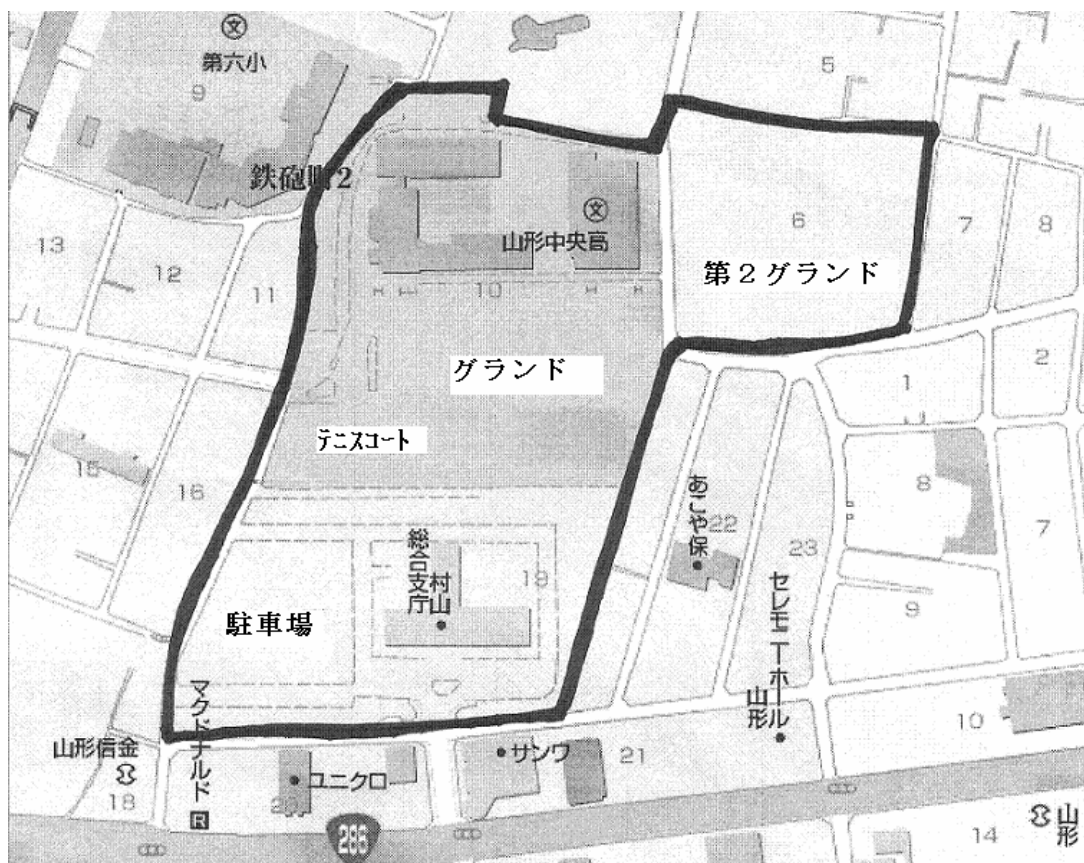 第六小
9
5
鉄砲町2
13
12
11
山形中央高
10
6
第２グランド
7
8
グランド
テニスコート
1
2
15
16
あこや保
22
23
8
7
総合支庁
村山
19
駐車場
9
セレモニーホール
山形
マクドナルド
R
山形信金
18
ユニクロ
20
サンワ
21
10
286
14
山形